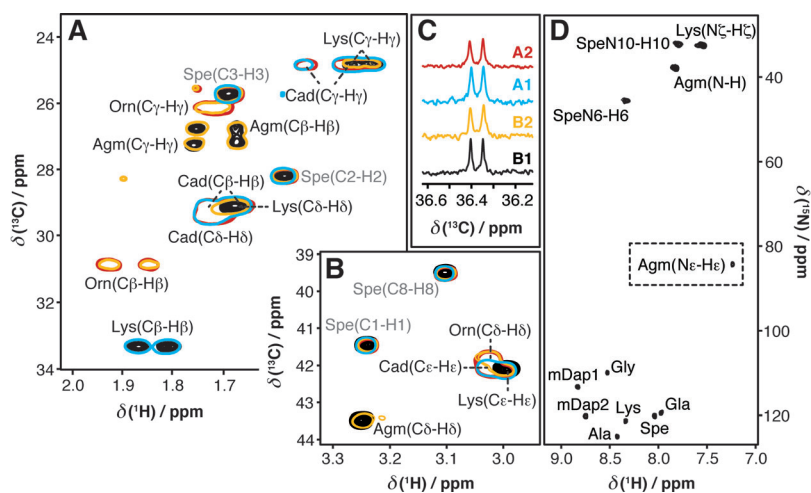 A
24
26
28
30
32
34
δ(¹³C) / ppm
2.0
1.9
1.8
1.7
δ(¹H) / ppm
Lys(Cγ-Hγ)
Spe(C3-H3)
Cad(Cγ-Hγ)
Orn(Cγ-Hγ)
Agm(Cβ-Hβ)
Agm(Cγ-Hγ)
Cad(Cβ-Hβ)
Spe(C2-H2)
Lys(Cδ-Hδ)
Cad(Cδ-Hδ)
Orn(Cβ-Hβ)
Lys(Cβ-Hβ)
B
39
40
41
42
43
44
δ(¹³C) / ppm
3.3
3.2
3.1
3.0
δ(¹H) / ppm
Spe(C8-H8)
Spe(C1-H1)
Orn(Cδ-Hδ)
Cad(Cε-Hε)
Lys(Cε-Hε)
Agm(Cδ-Hδ)
C
A2
A1
B2
B1
36.6
36.4
36.2
δ(¹³C) / ppm
D
Lys(Nζ-Hζ)
SpeN10-H10
Agm(N-H)
SpeN6-H6
Agm(Nε-Hε)
mDap1
Gly
mDap2
Lys
Gla
Ala
Spe
40
60
80
100
120
δ(¹⁵N) / ppm
9.0
8.5
8.0
7.5
7.0
δ(¹H) / ppm